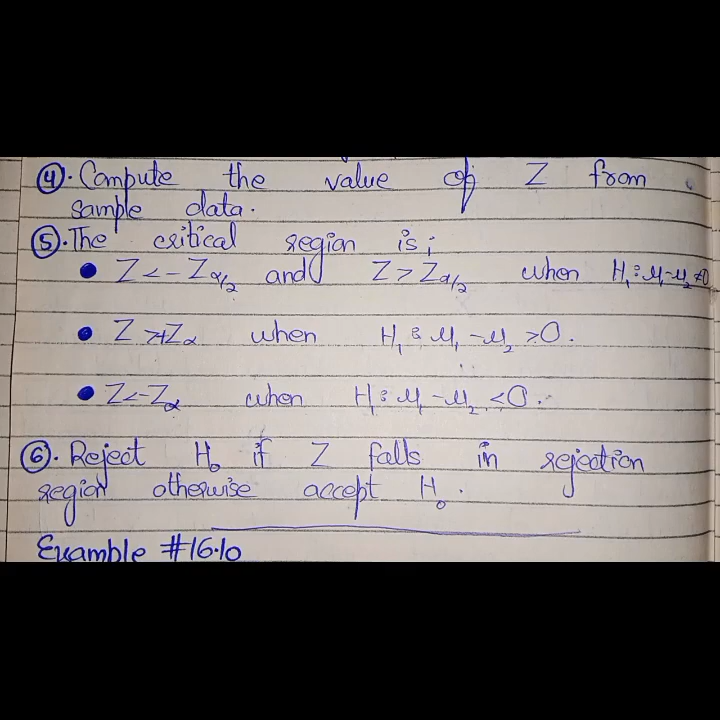 ④. Compute the value of Z from
sample data.
⑤. The critical region is;
• Z < -Zα/2 and Z > Zα/2 when H₁: μ₁-μ₂ ≠ 0
• Z > +Zα when H₁: μ₁ - μ₂ > 0.
• Z < -Zα when H₁: μ₁ - μ₂ < 0.
⑥. Reject H₀ if Z falls in rejection
region otherwise accept H₀.
Example #16.10